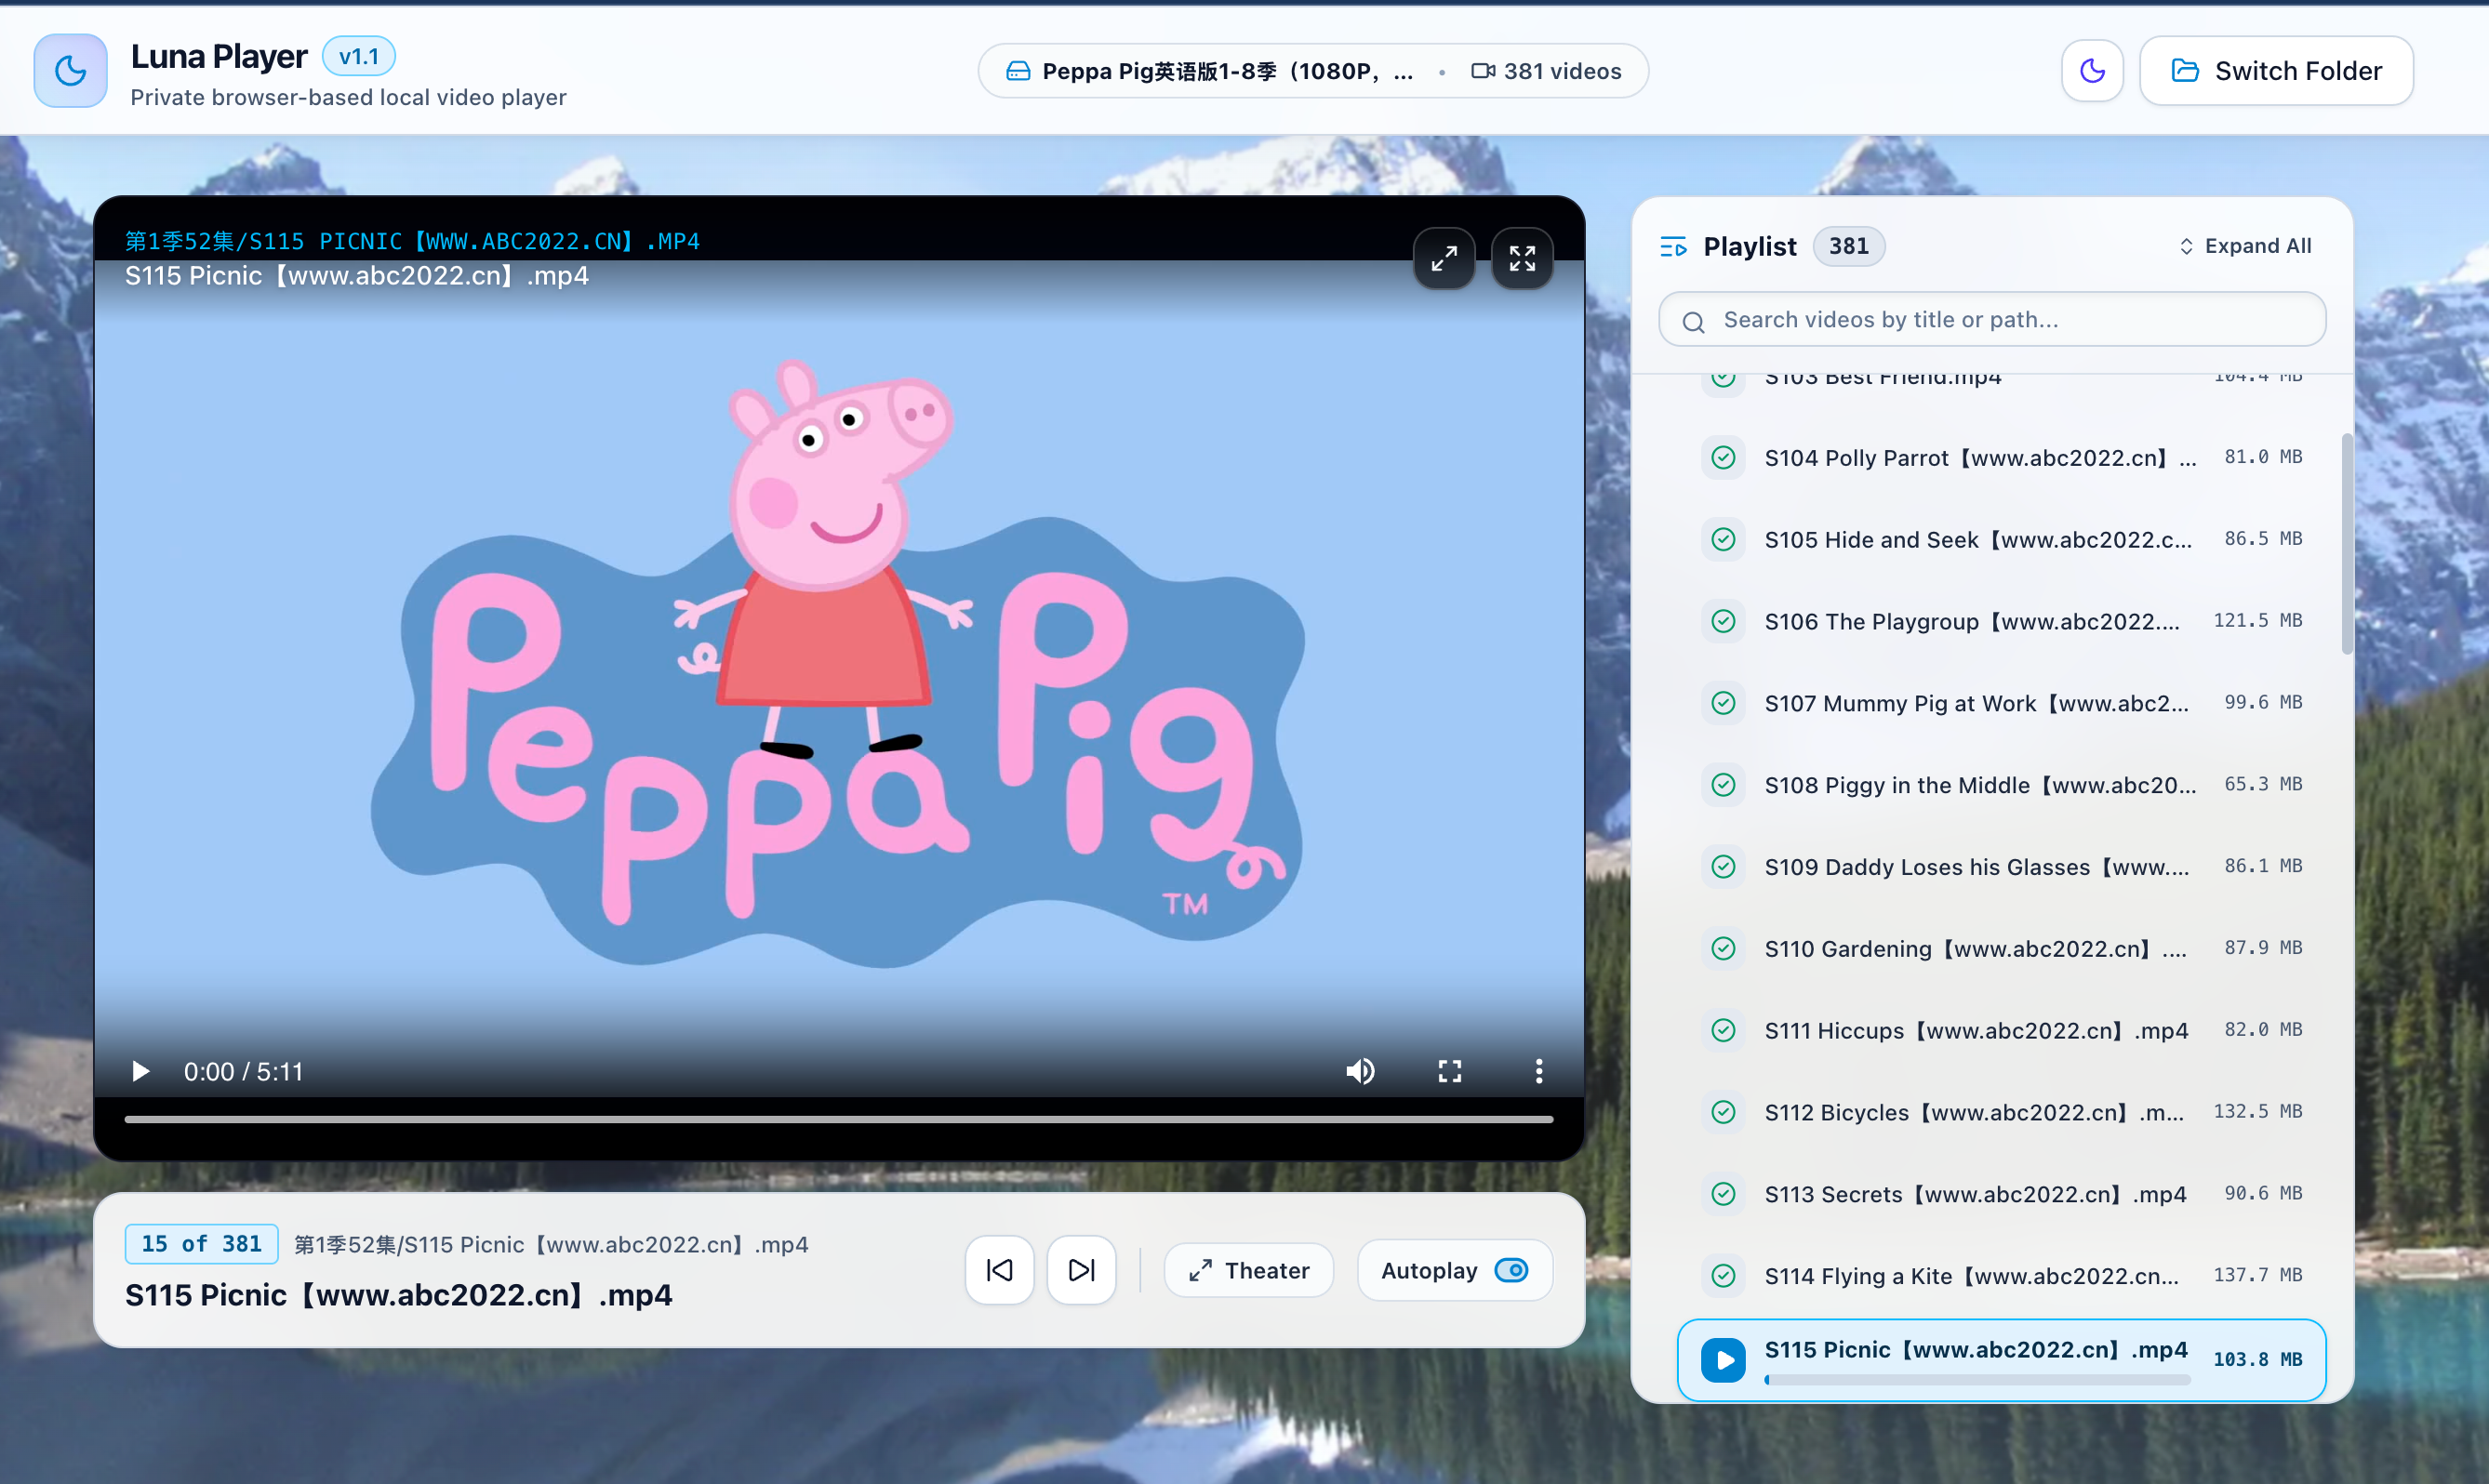 Luna Player v1.1
Private browser-based local video player
Peppa Pig英语版1-8季（1080P，... • 381 videos
Switch Folder
第1季52集/S115 PICNIC【WWW.ABC2022.CN】.MP4
S115 Picnic【www.abc2022.cn】.mp4
Peppa Pig
TM
0:00 / 5:11
15 of 381 第1季52集/S115 Picnic【www.abc2022.cn】.mp4
S115 Picnic【www.abc2022.cn】.mp4
Theater
Autoplay
Playlist 381
Expand All
Search videos by title or path...
S103 Best Friend.mp4 104.4 MB
S104 Polly Parrot【www.abc2022.cn】... 81.0 MB
S105 Hide and Seek【www.abc2022.c... 86.5 MB
S106 The Playgroup【www.abc2022.... 121.5 MB
S107 Mummy Pig at Work【www.abc2... 99.6 MB
S108 Piggy in the Middle【www.abc20... 65.3 MB
S109 Daddy Loses his Glasses【www.... 86.1 MB
S110 Gardening【www.abc2022.cn】.... 87.9 MB
S111 Hiccups【www.abc2022.cn】.mp4 82.0 MB
S112 Bicycles【www.abc2022.cn】.m... 132.5 MB
S113 Secrets【www.abc2022.cn】.mp4 90.6 MB
S114 Flying a Kite【www.abc2022.cn... 137.7 MB
S115 Picnic【www.abc2022.cn】.mp4 103.8 MB